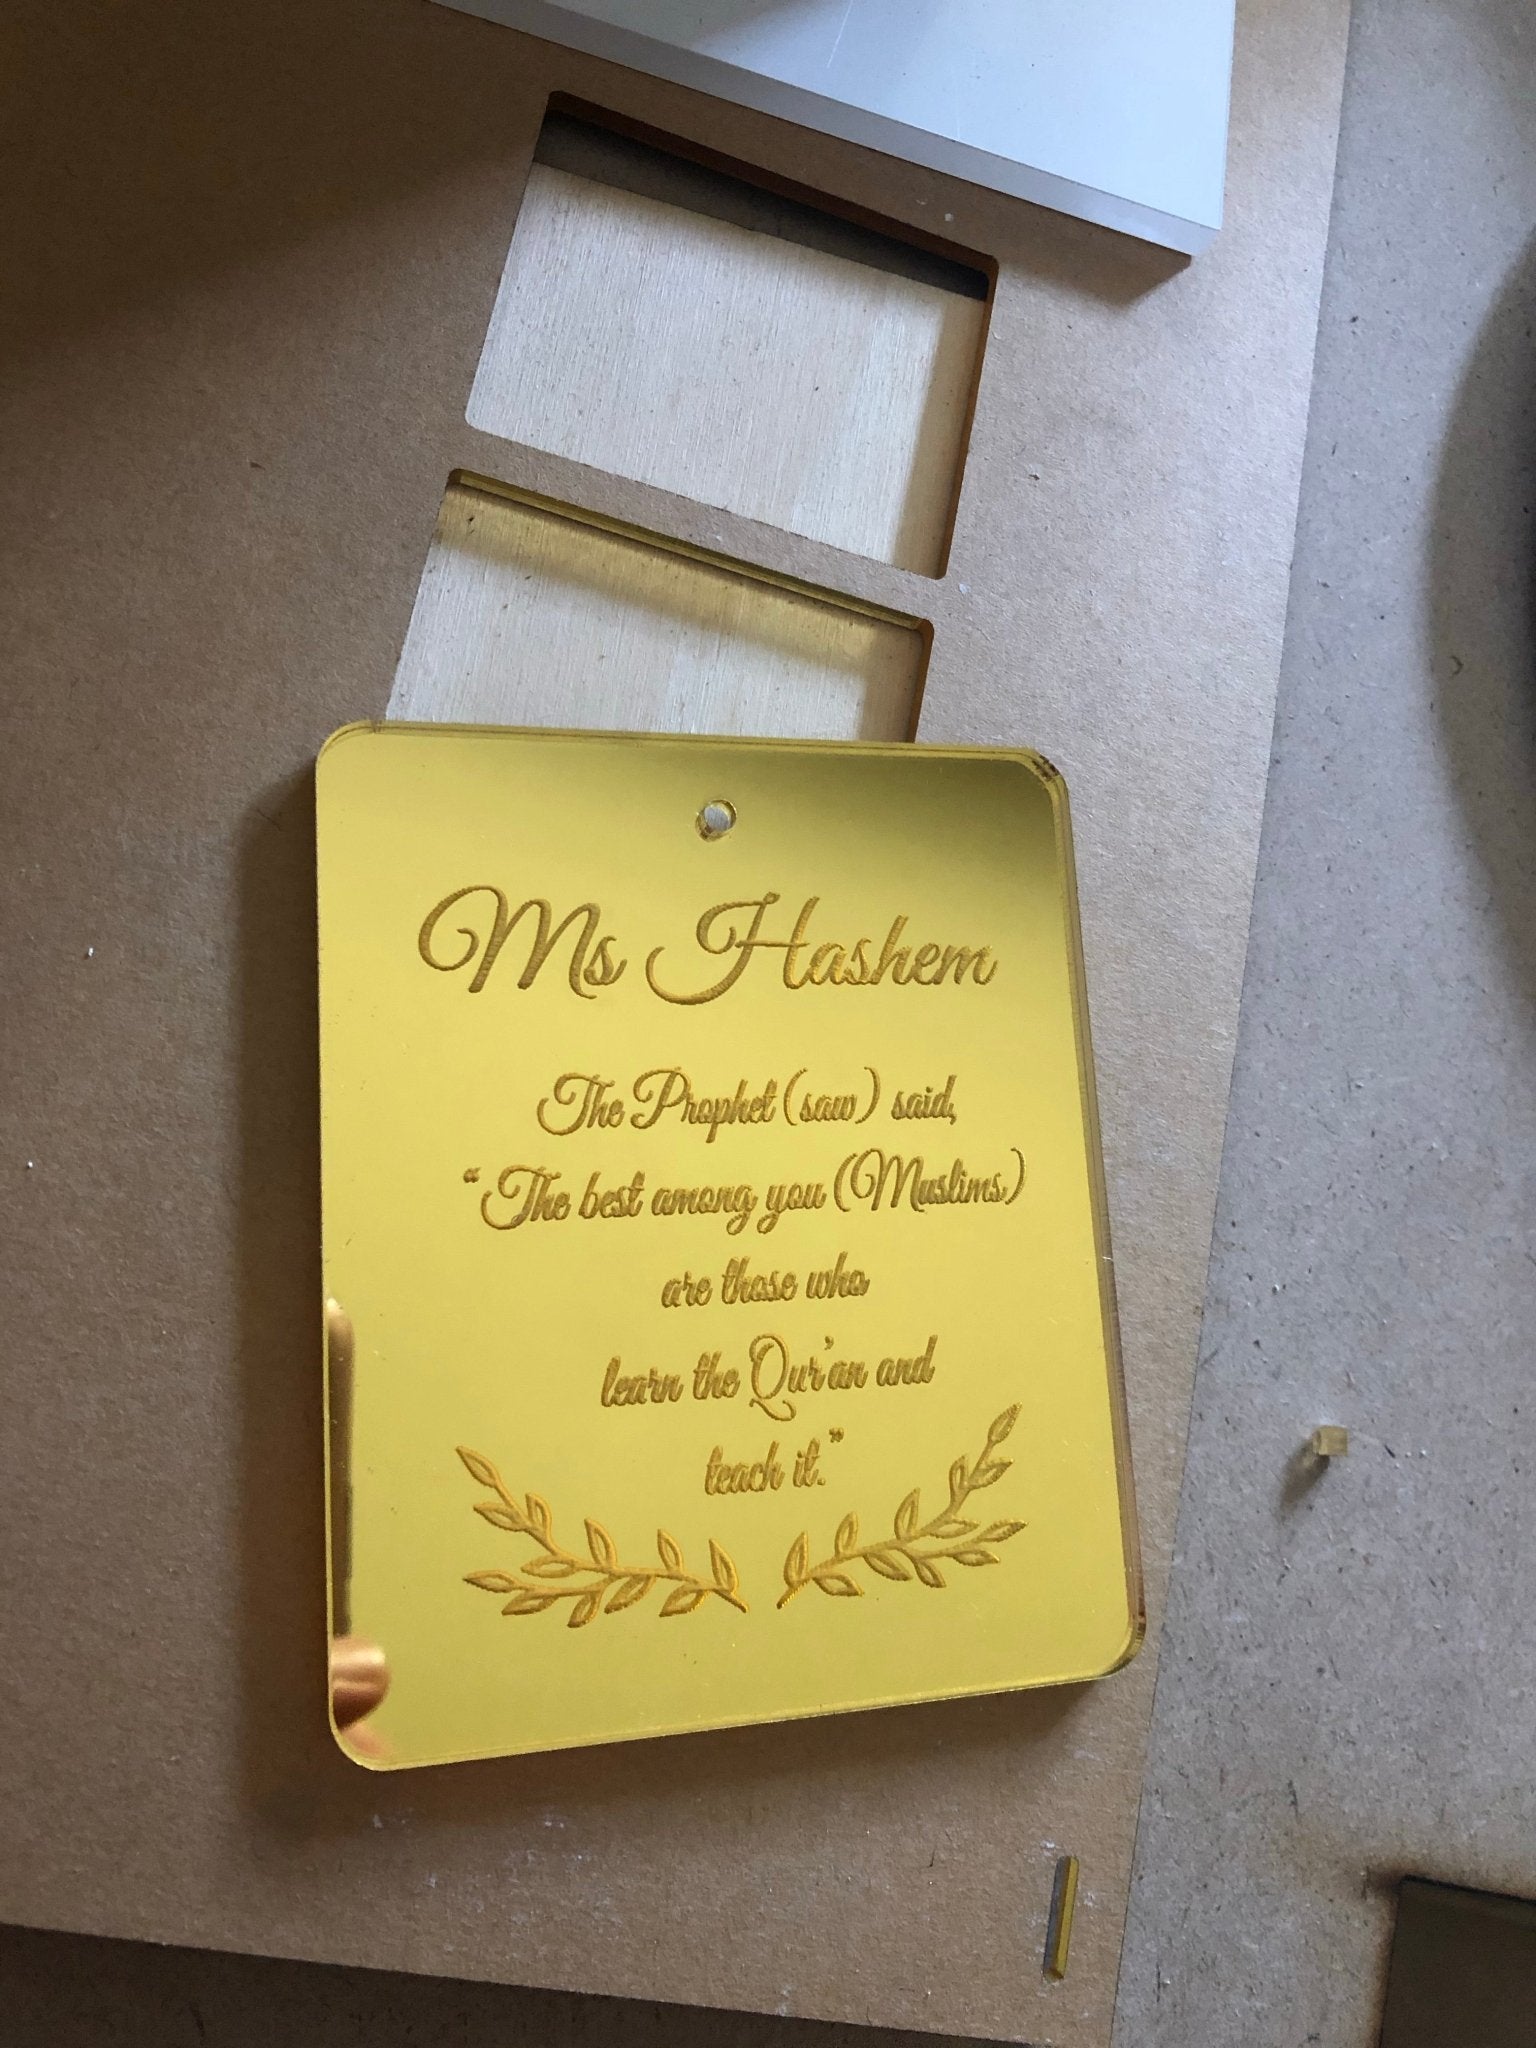 Ms Hashem
The Prophet (saw) said,
“The best among you (Muslims)
are those who
learn the Qur'an and
teach it.”